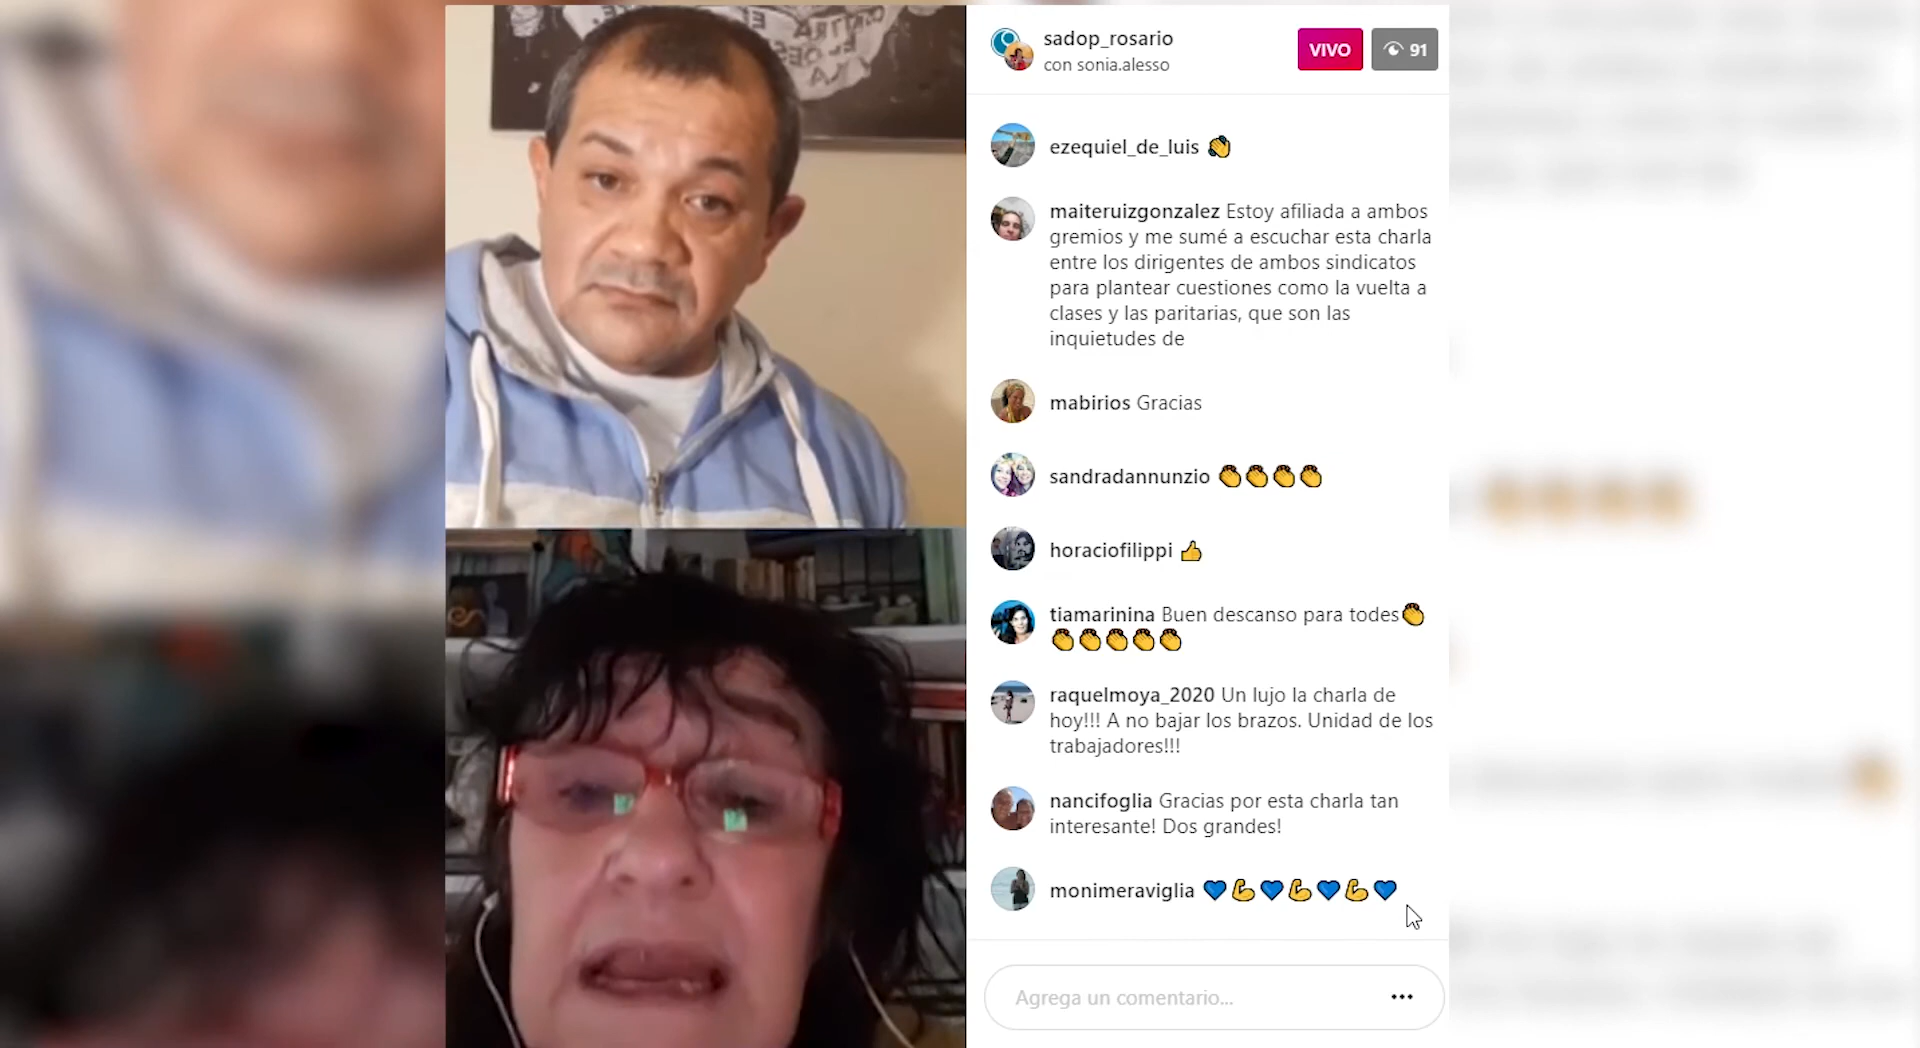 sadop_rosario
con sonia.alesso
VIVO
91
ezequiel_de_luis 👏
maiteruizgonzalez Estoy afiliada a ambos
gremios y me sumé a escuchar esta charla
entre los dirigentes de ambos sindicatos
para plantear cuestiones como la vuelta a
clases y las paritarias, que son las
inquietudes de
mabirios Gracias
sandradannunzio 👏👏👏👏
horaciofilippi 👍
tiamarinina Buen descanso para todes👏
👏👏👏👏👏
raquelmoya_2020 Un lujo la charla de
hoy!!! A no bajar los brazos. Unidad de los
trabajadores!!!
nancifoglia Gracias por esta charla tan
interesante! Dos grandes!
monimeraviglia 💙💪💙💪💙💪💙
Agrega un comentario...